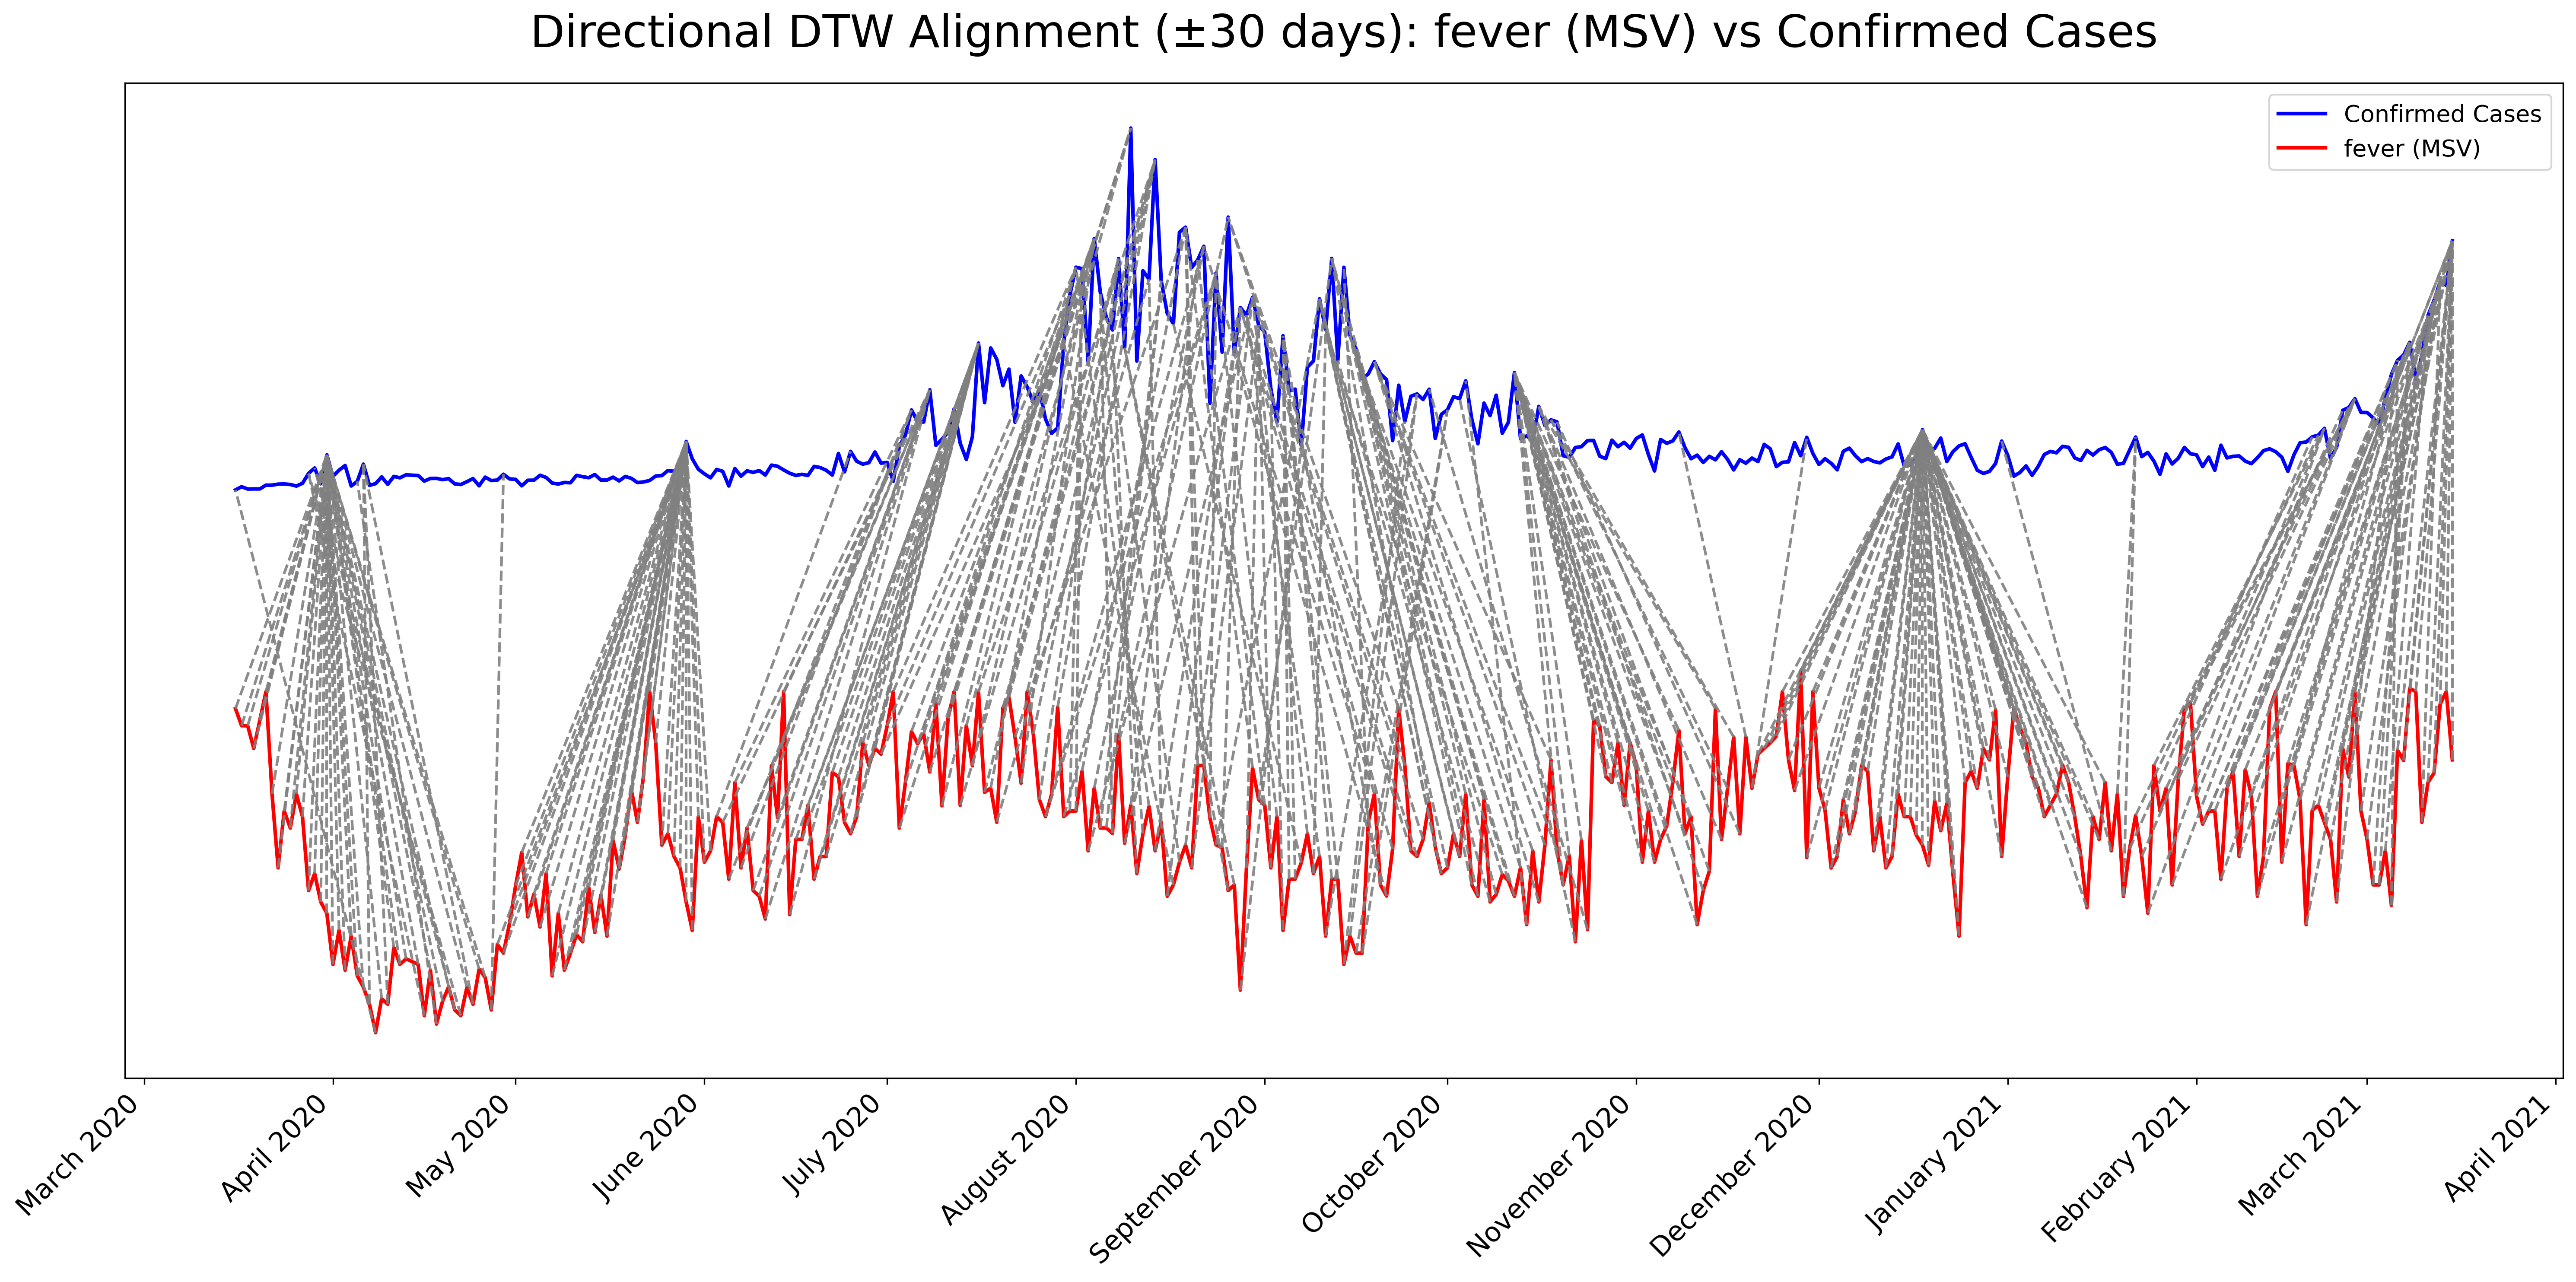 Directional DTW Alignment (±30 days): fever (MSV) vs Confirmed Cases
Confirmed Cases
fever (MSV)
March 2020
April 2020
May 2020
June 2020
July 2020
August 2020
September 2020
October 2020
November 2020
December 2020
January 2021
February 2021
March 2021
April 2021